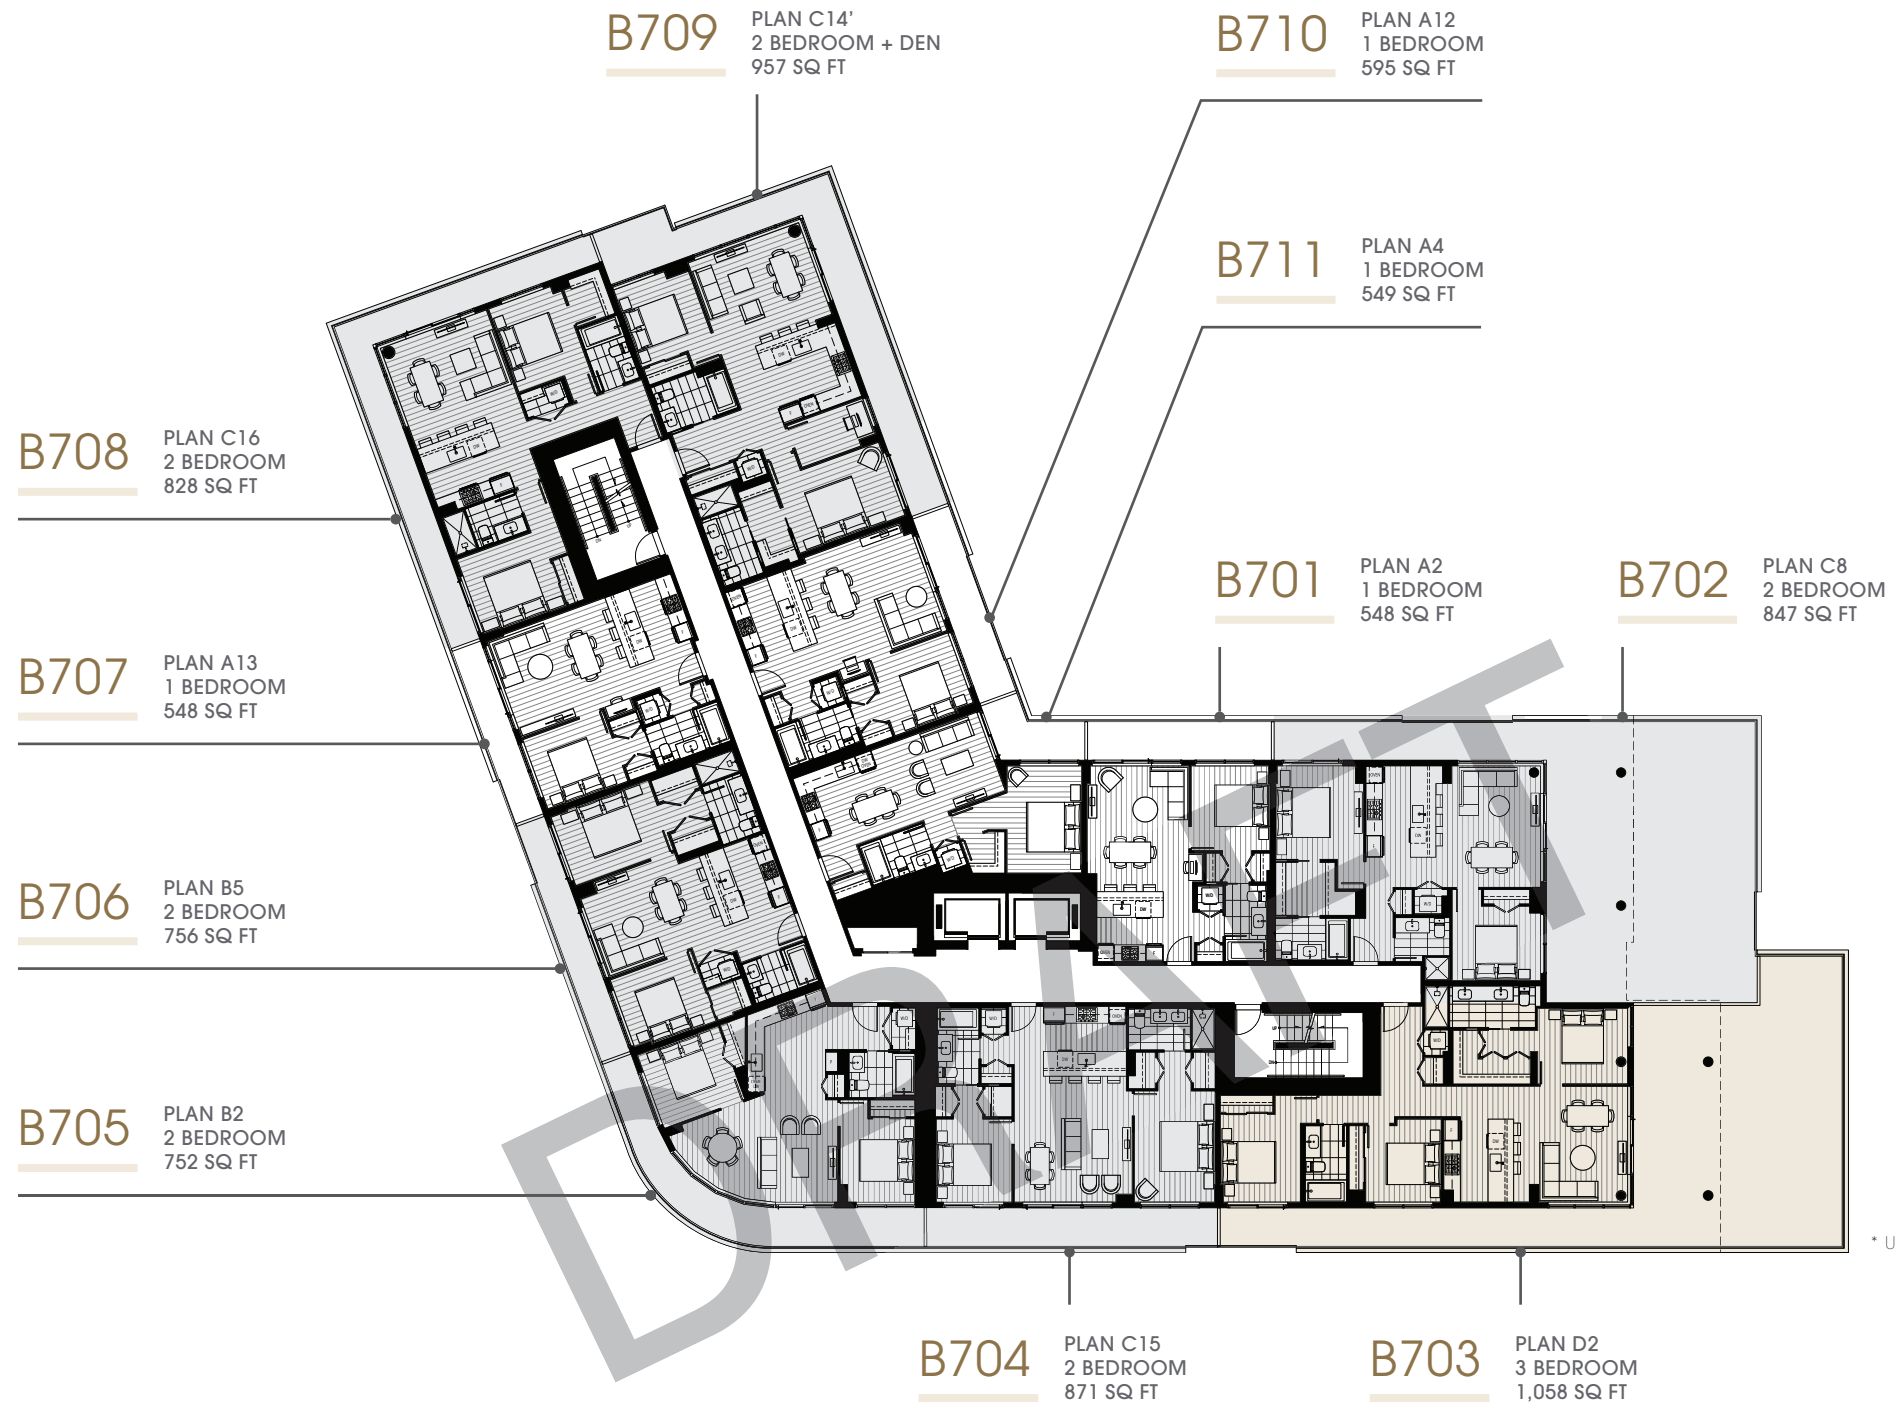 B709
PLAN C14'
2 BEDROOM + DEN
957 SQ FT
B710
PLAN A12
1 BEDROOM
595 SQ FT
B711
PLAN A4
1 BEDROOM
549 SQ FT
B708
PLAN C16
2 BEDROOM
828 SQ FT
B701
PLAN A2
1 BEDROOM
548 SQ FT
B702
PLAN C8
2 BEDROOM
847 SQ FT
B707
PLAN A13
1 BEDROOM
548 SQ FT
B706
PLAN B5
2 BEDROOM
756 SQ FT
B705
PLAN B2
2 BEDROOM
752 SQ FT
DRAFT
* U
B704
PLAN C15
2 BEDROOM
871 SQ FT
B703
PLAN D2
3 BEDROOM
1,058 SQ FT